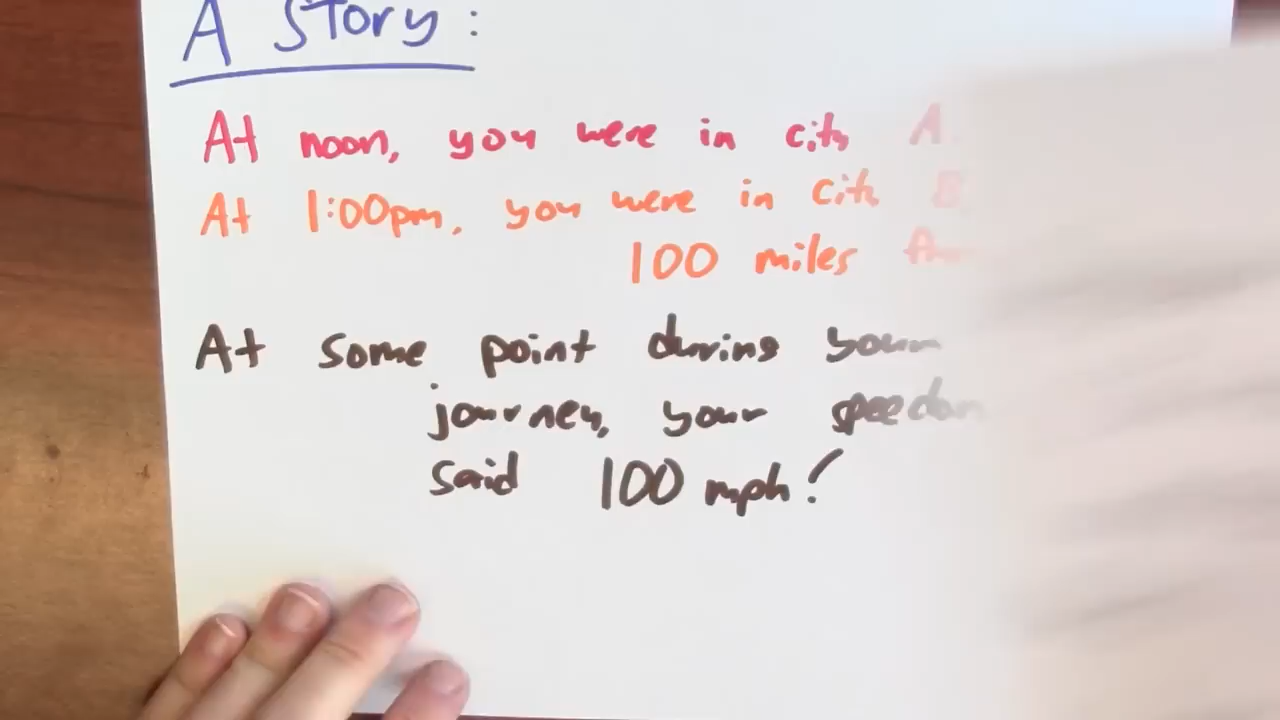 A Story:
At noon, you were in city A.
At 1:00pm, you were in city B,
100 miles
At some point during your
journey, your
said 100 mph!